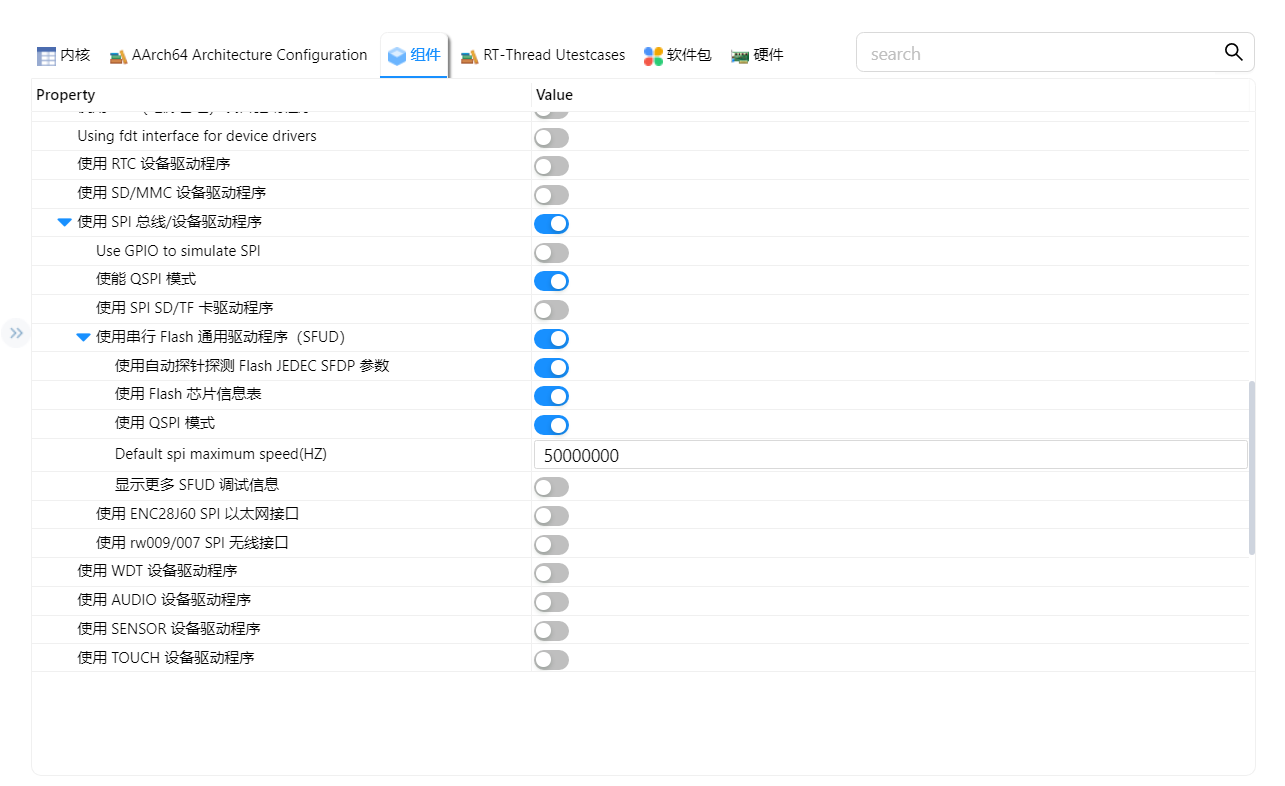 内核
AArch64 Architecture Configuration
组件
RT-Thread Utestcases
软件包
硬件
search
Property
Value
Using fdt interface for device drivers
使用 RTC 设备驱动程序
使用 SD/MMC 设备驱动程序
使用 SPI 总线/设备驱动程序
Use GPIO to simulate SPI
使能 QSPI 模式
使用 SPI SD/TF 卡驱动程序
使用串行 Flash 通用驱动程序（SFUD）
使用自动探针探测 Flash JEDEC SFDP 参数
使用 Flash 芯片信息表
使用 QSPI 模式
Default spi maximum speed(HZ)
50000000
显示更多 SFUD 调试信息
使用 ENC28J60 SPI 以太网接口
使用 rw009/007 SPI 无线接口
使用 WDT 设备驱动程序
使用 AUDIO 设备驱动程序
使用 SENSOR 设备驱动程序
使用 TOUCH 设备驱动程序